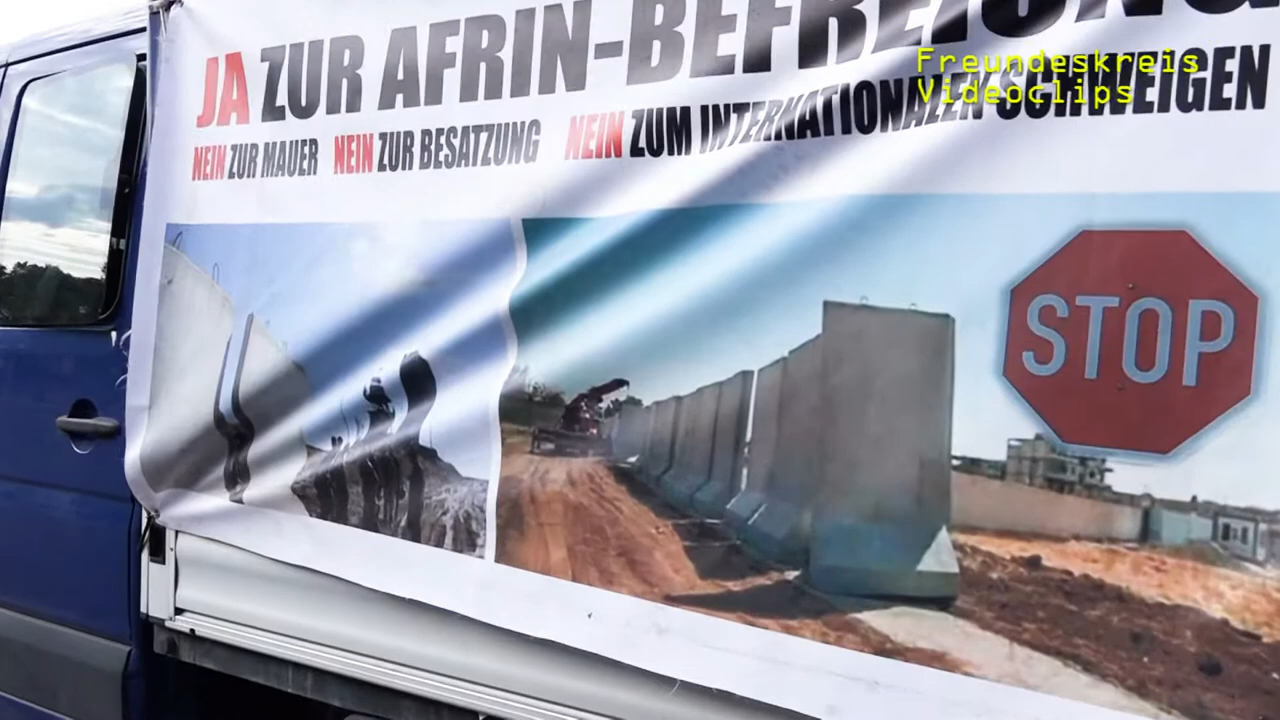 JA ZUR AFRIN-BEFREIUNG
Freundeskreis
Videoclips
NEIN ZUR MAUER NEIN ZUR BESATZUNG NEIN ZUM INTERNATIONALEN SCHWEIGEN
STOP